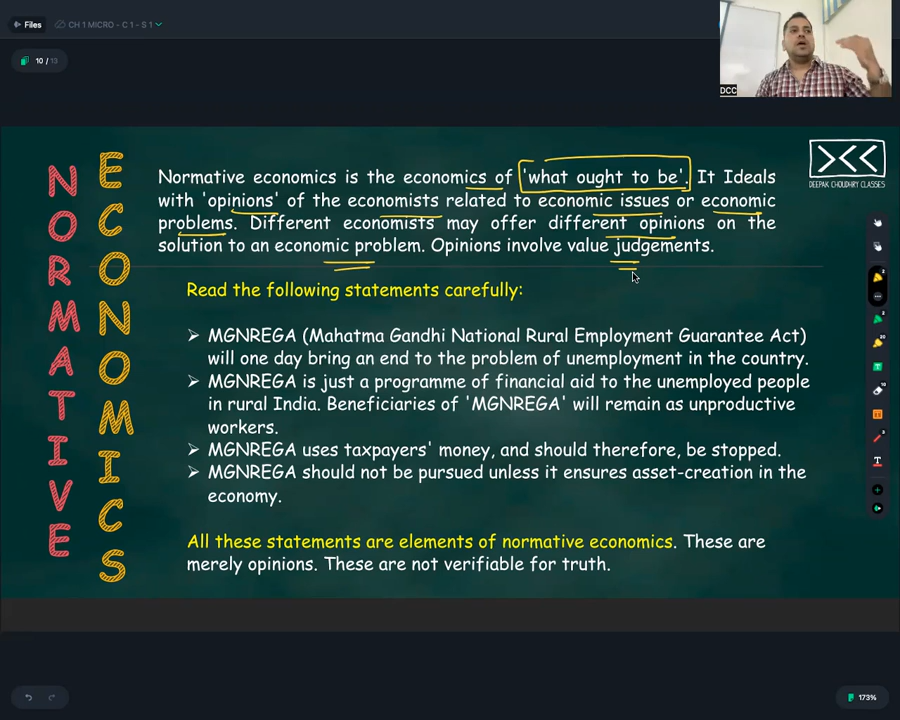 Files
CH 1 MICRO - C 1 - S 1
10 / 13
DCC
NORMATIVE
ECONOMICS
DEEPAK CHOUDHRY CLASSES
Normative economics is the economics of 'what ought to be'. It Ideals
with 'opinions' of the economists related to economic issues or economic
problems. Different economists may offer different opinions on the
solution to an economic problem. Opinions involve value judgements.
Read the following statements carefully:
➢ MGNREGA (Mahatma Gandhi National Rural Employment Guarantee Act)
will one day bring an end to the problem of unemployment in the country.
➢ MGNREGA is just a programme of financial aid to the unemployed people
in rural India. Beneficiaries of 'MGNREGA' will remain as unproductive
workers.
➢ MGNREGA uses taxpayers' money, and should therefore, be stopped.
➢ MGNREGA should not be pursued unless it ensures asset-creation in the
economy.
All these statements are elements of normative economics. These are
merely opinions. These are not verifiable for truth.
173%